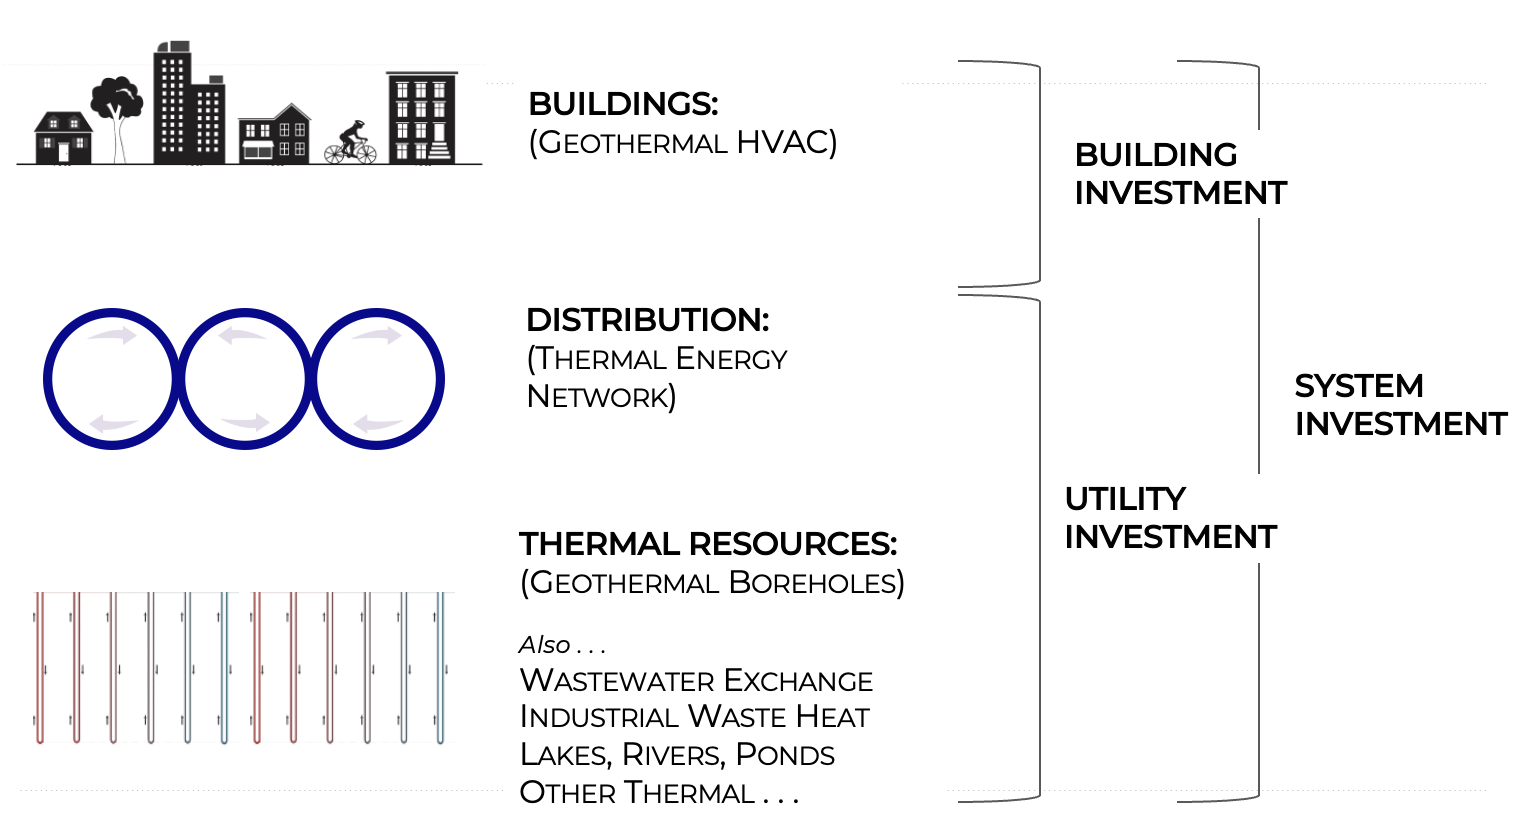 BUILDINGS:
(GEOTHERMAL HVAC)
BUILDING
INVESTMENT
DISTRIBUTION:
(THERMAL ENERGY
NETWORK)
SYSTEM
INVESTMENT
UTILITY
INVESTMENT
THERMAL RESOURCES:
(GEOTHERMAL BOREHOLES)
Also . . .
WASTEWATER EXCHANGE
INDUSTRIAL WASTE HEAT
LAKES, RIVERS, PONDS
OTHER THERMAL . . .